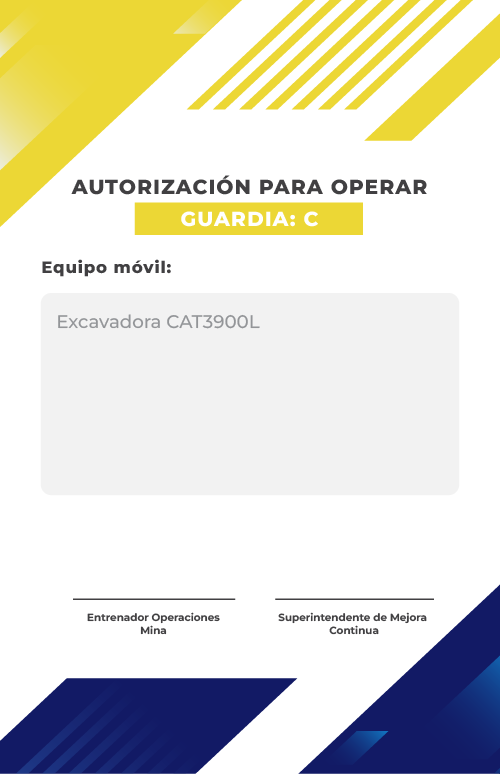 AUTORIZACIÓN PARA OPERAR
GUARDIA: C
Equipo móvil:
Excavadora CAT3900L
Entrenador Operaciones
Mina
Superintendente de Mejora
Continua